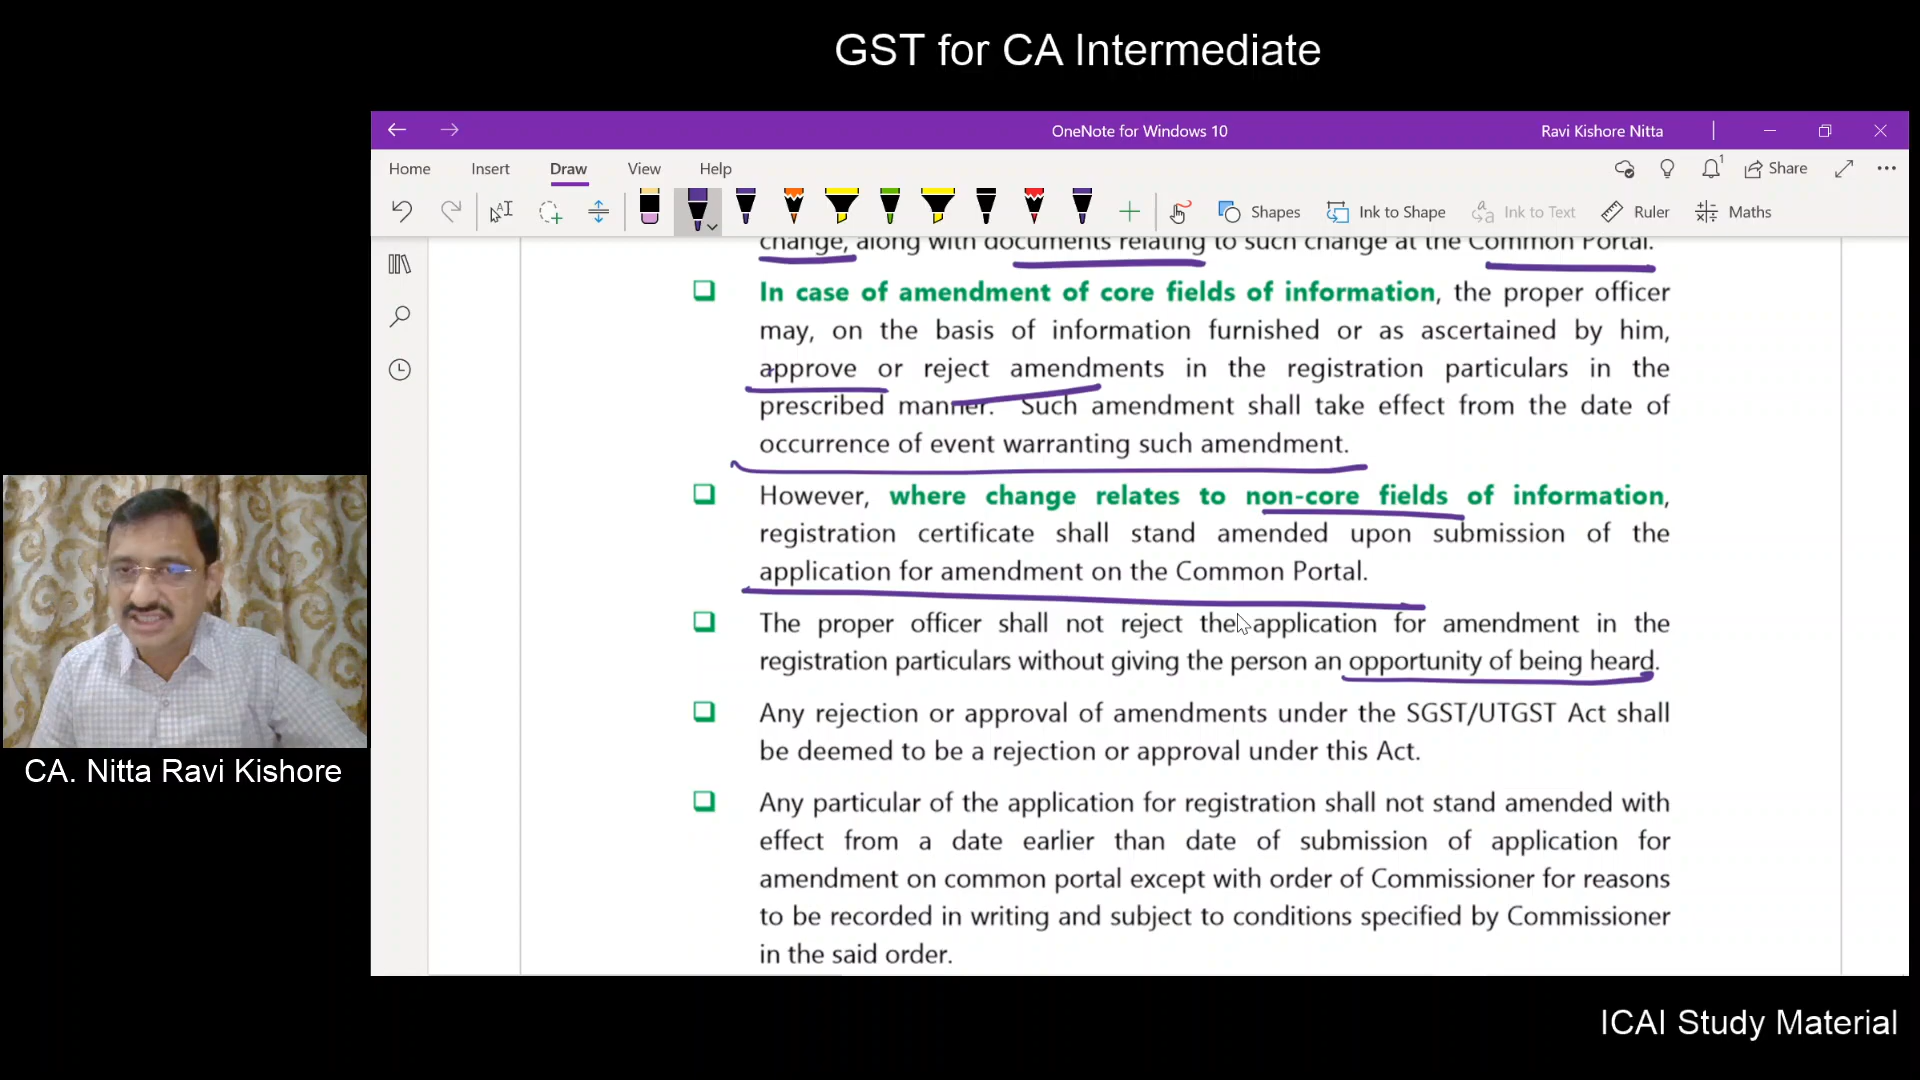 GST for CA Intermediate
OneNote for Windows 10
Ravi Kishore Nitta
Home
Insert
Draw
View
Help
1
Share
Shapes
Ink to Shape
Ink to Text
Ruler
Maths
change, along with documents relating to such change at the Common Portal.
In case of amendment of core fields of information, the proper officer
may, on the basis of information furnished or as ascertained by him,
approve or reject amendments in the registration particulars in the
prescribed manner. Such amendment shall take effect from the date of
occurrence of event warranting such amendment.
However, where change relates to non-core fields of information,
registration certificate shall stand amended upon submission of the
application for amendment on the Common Portal.
The proper officer shall not reject the application for amendment in the
registration particulars without giving the person an opportunity of being heard.
Any rejection or approval of amendments under the SGST/UTGST Act shall
be deemed to be a rejection or approval under this Act.
Any particular of the application for registration shall not stand amended with
effect from a date earlier than date of submission of application for
amendment on common portal except with order of Commissioner for reasons
to be recorded in writing and subject to conditions specified by Commissioner
in the said order.
CA. Nitta Ravi Kishore
ICAI Study Material